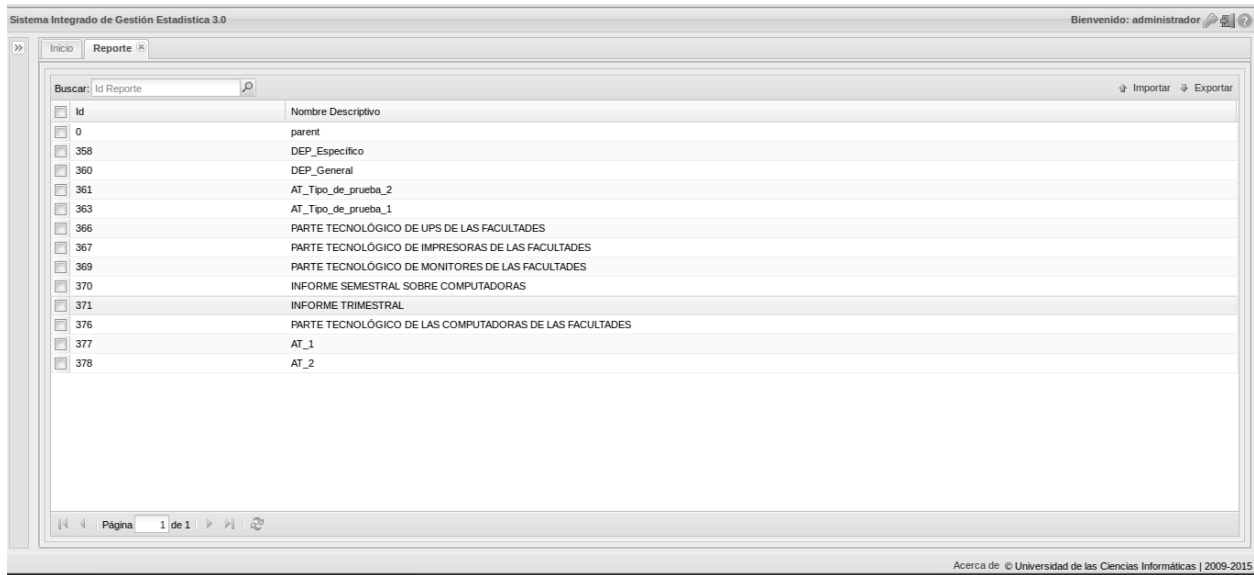 Sistema Integrado de Gestión Estadistica 3.0 Bienvenido: administrador
Inicio Reporte
Buscar: Id Reporte Importar Exportar
Id Nombre Descriptivo
0 parent
358 DEP_Específico
360 DEP_General
361 AT_Tipo_de_prueba_2
363 AT_Tipo_de_prueba_1
366 PARTE TECNOLÓGICO DE UPS DE LAS FACULTADES
367 PARTE TECNOLÓGICO DE IMPRESORAS DE LAS FACULTADES
369 PARTE TECNOLÓGICO DE MONITORES DE LAS FACULTADES
370 INFORME SEMESTRAL SOBRE COMPUTADORAS
371 INFORME TRIMESTRAL
376 PARTE TECNOLÓGICO DE LAS COMPUTADORAS DE LAS FACULTADES
377 AT_1
378 AT_2
Página 1 de 1
Acerca de © Universidad de las Ciencias Informáticas | 2009-2015